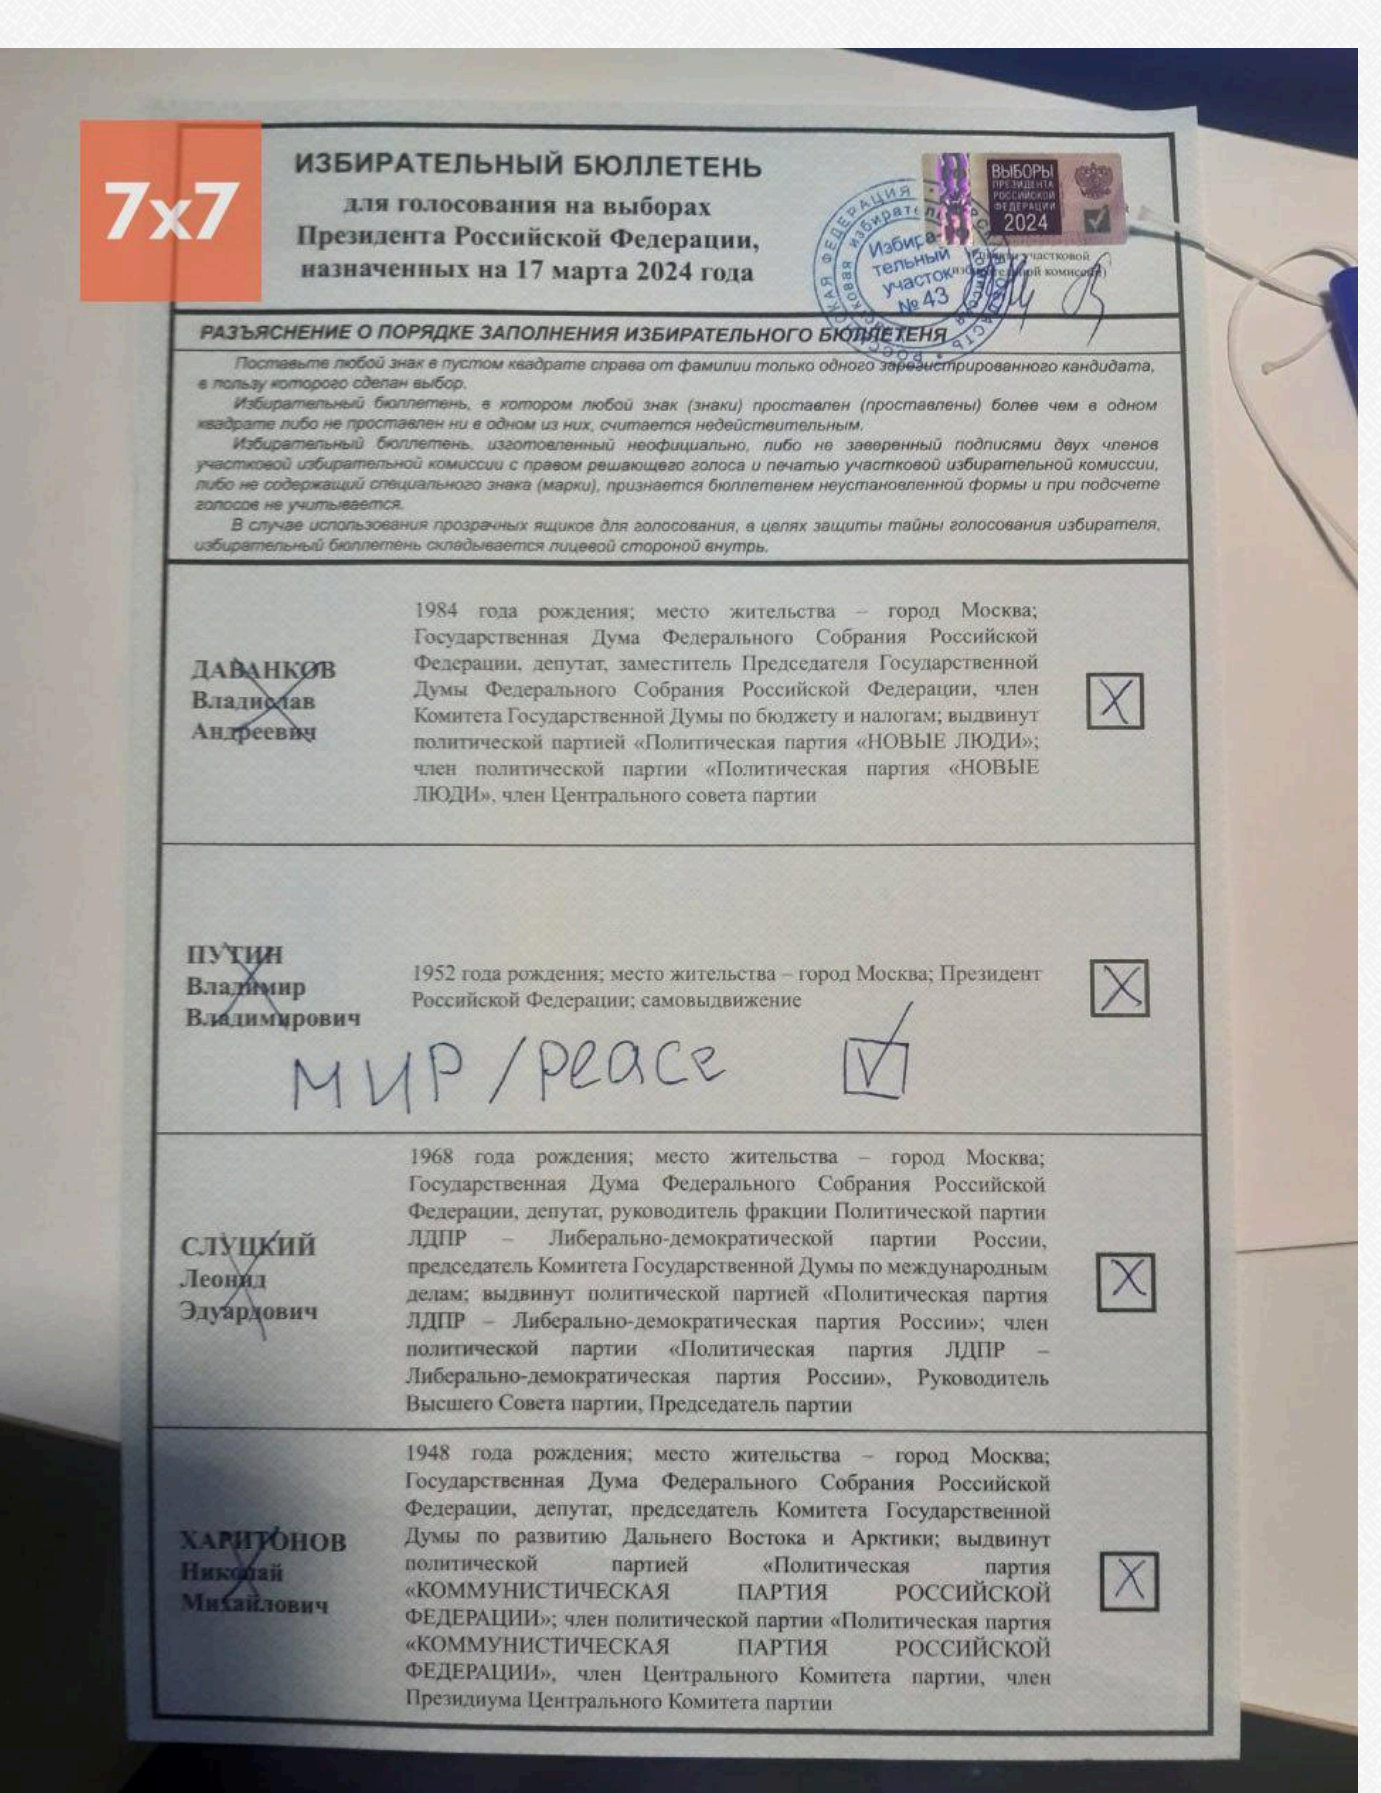 7x7
ИЗБИРАТЕЛЬНЫЙ БЮЛЛЕТЕНЬ
для голосования на выборах
Президента Российской Федерации,
назначенных на 17 марта 2024 года
ВЫБОРЫ
ПРЕЗИДЕНТА
РОССИЙСКОЙ
ФЕДЕРАЦИИ
2024
участковой
комиссии)
РОССИЙСКАЯ ФЕДЕРАЦИЯ
Избира-
тельный
участок
№ 43
РАЗЪЯСНЕНИЕ О ПОРЯДКЕ ЗАПОЛНЕНИЯ ИЗБИРАТЕЛЬНОГО БЮЛЛЕТЕНЯ
Поставьте любой знак в пустом квадрате справа от фамилии только одного зарегистрированного кандидата,
в пользу которого сделан выбор.
Избирательный бюллетень, в котором любой знак (знаки) проставлен (проставлены) более чем в одном
квадрате либо не проставлен ни в одном из них, считается недействительным.
Избирательный бюллетень, изготовленный неофициально, либо не заверенный подписями двух членов
участковой избирательной комиссии с правом решающего голоса и печатью участковой избирательной комиссии,
либо не содержащий специального знака (марки), признается бюллетенем неустановленной формы и при подсчете
голосов не учитывается.
В случае использования прозрачных ящиков для голосования, в целях защиты тайны голосования избирателя,
избирательный бюллетень складывается лицевой стороной внутрь.
ДАВАНКОВ
Владислав
Андреевич
1984 года рождения; место жительства – город Москва;
Государственная Дума Федерального Собрания Российской
Федерации, депутат, заместитель Председателя Государственной
Думы Федерального Собрания Российской Федерации, член
Комитета Государственной Думы по бюджету и налогам; выдвинут
политической партией «Политическая партия «НОВЫЕ ЛЮДИ»;
член политической партии «Политическая партия «НОВЫЕ
ЛЮДИ», член Центрального совета партии
ПУТИН
Владимир
Владимирович
1952 года рождения; место жительства – город Москва; Президент
Российской Федерации; самовыдвижение
МИР/peace
СЛУЦКИЙ
Леонид
Эдуардович
1968 года рождения; место жительства – город Москва;
Государственная Дума Федерального Собрания Российской
Федерации, депутат, руководитель фракции Политической партии
ЛДПР – Либерально-демократической партии России,
председатель Комитета Государственной Думы по международным
делам; выдвинут политической партией «Политическая партия
ЛДПР – Либерально-демократическая партия России»; член
политической партии «Политическая партия ЛДПР –
Либерально-демократическая партия России», Руководитель
Высшего Совета партии, Председатель партии
ХАРИТОНОВ
Николай
Михайлович
1948 года рождения; место жительства – город Москва;
Государственная Дума Федерального Собрания Российской
Федерации, депутат, председатель Комитета Государственной
Думы по развитию Дальнего Востока и Арктики; выдвинут
политической партией «Политическая партия
«КОММУНИСТИЧЕСКАЯ ПАРТИЯ РОССИЙСКОЙ
ФЕДЕРАЦИИ»; член политической партии «Политическая партия
«КОММУНИСТИЧЕСКАЯ ПАРТИЯ РОССИЙСКОЙ
ФЕДЕРАЦИИ», член Центрального Комитета партии, член
Президиума Центрального Комитета партии